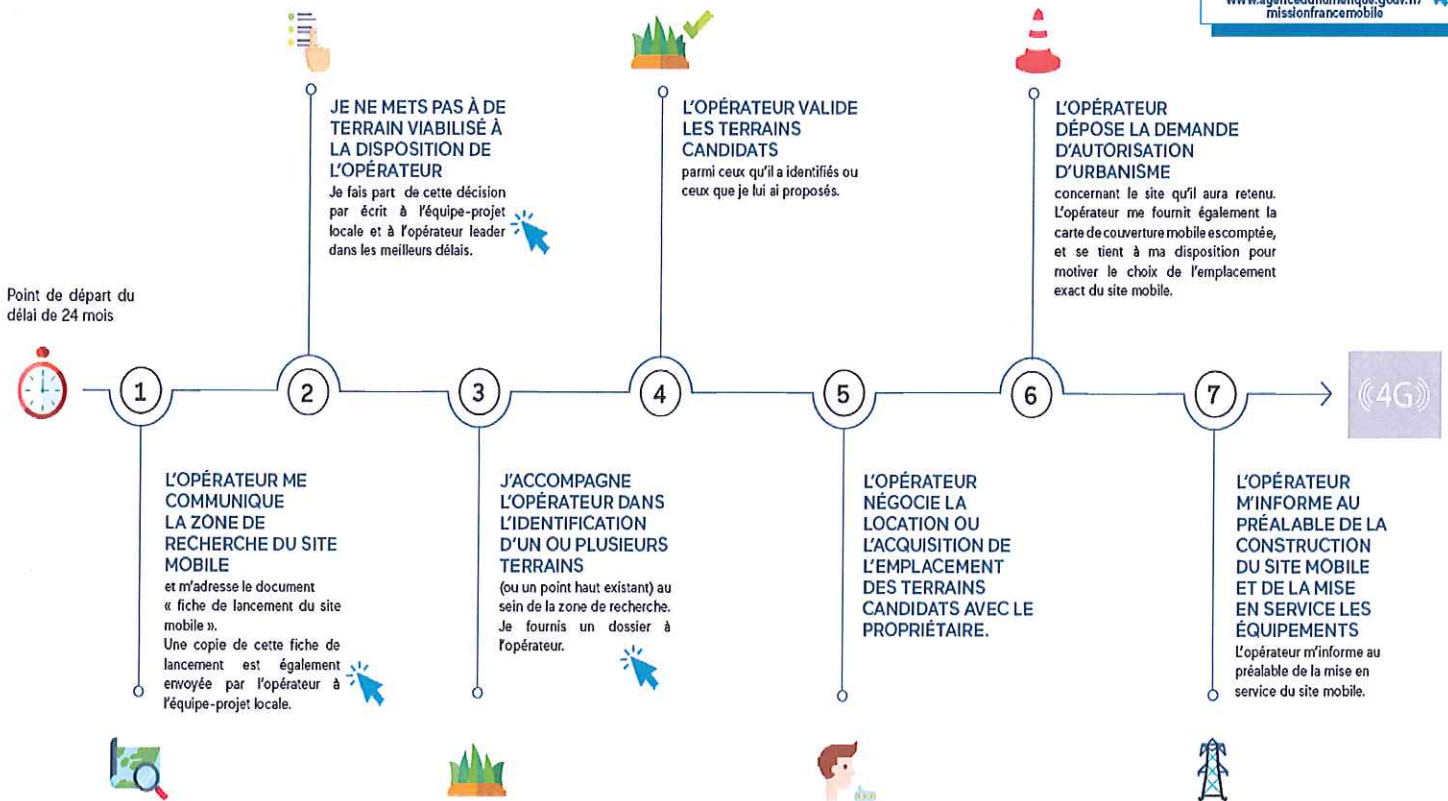 www.agencedunumerique.gouv.fr/
missionfrancemobile
JE NE METS PAS À DE
TERRAIN VIABILISÉ À
LA DISPOSITION DE
L'OPÉRATEUR
Je fais part de cette décision
par écrit à l'équipe-projet
locale et à l'opérateur leader
dans les meilleurs délais.
L'OPÉRATEUR VALIDE
LES TERRAINS
CANDIDATS
parmi ceux qu'il a identifiés ou
ceux que je lui ai proposés.
L'OPÉRATEUR
DÉPOSE LA DEMANDE
D'AUTORISATION
D'URBANISME
concernant le site qu'il aura retenu.
L'opérateur me fournit également la
carte de couverture mobile escomptée,
et se tient à ma disposition pour
motiver le choix de l'emplacement
exact du site mobile.
Point de départ du
délai de 24 mois
1
2
3
4
5
6
7
((4G))
L'OPÉRATEUR ME
COMMUNIQUE
LA ZONE DE
RECHERCHE DU SITE
MOBILE
et m'adresse le document
« fiche de lancement du site
mobile ».
Une copie de cette fiche de
lancement est également
envoyée par l'opérateur à
l'équipe-projet locale.
J'ACCOMPAGNE
L'OPÉRATEUR DANS
L'IDENTIFICATION
D'UN OU PLUSIEURS
TERRAINS
(ou un point haut existant) au
sein de la zone de recherche.
Je fournis un dossier à
l'opérateur.
L'OPÉRATEUR
NÉGOCIE LA
LOCATION OU
L'ACQUISITION DE
L'EMPLACEMENT
DES TERRAINS
CANDIDATS AVEC LE
PROPRIÉTAIRE.
L'OPÉRATEUR
M'INFORME AU
PRÉALABLE DE LA
CONSTRUCTION
DU SITE MOBILE
ET DE LA MISE
EN SERVICE LES
ÉQUIPEMENTS
L'opérateur m'informe au
préalable de la mise en
service du site mobile.